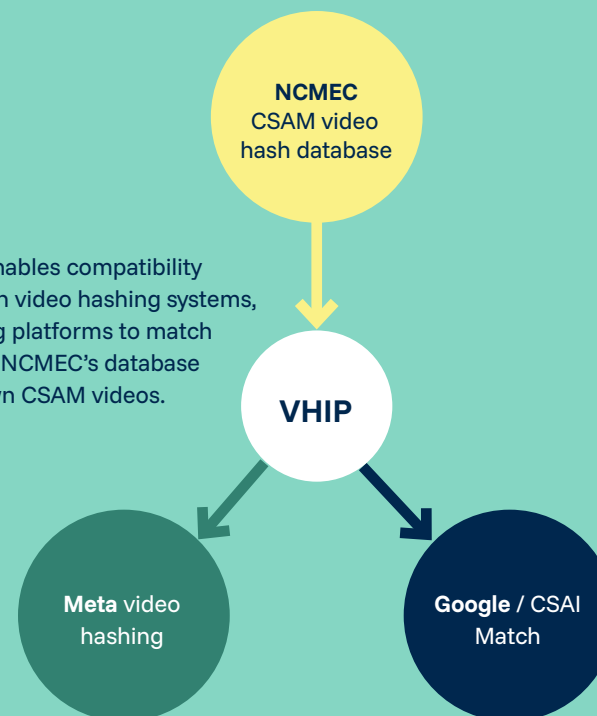 NCMEC
CSAM video
hash database
nables compatibility
n video hashing systems,
g platforms to match
NCMEC's database
n CSAM videos.
VHIP
Meta video
hashing
Google / CSAI
Match